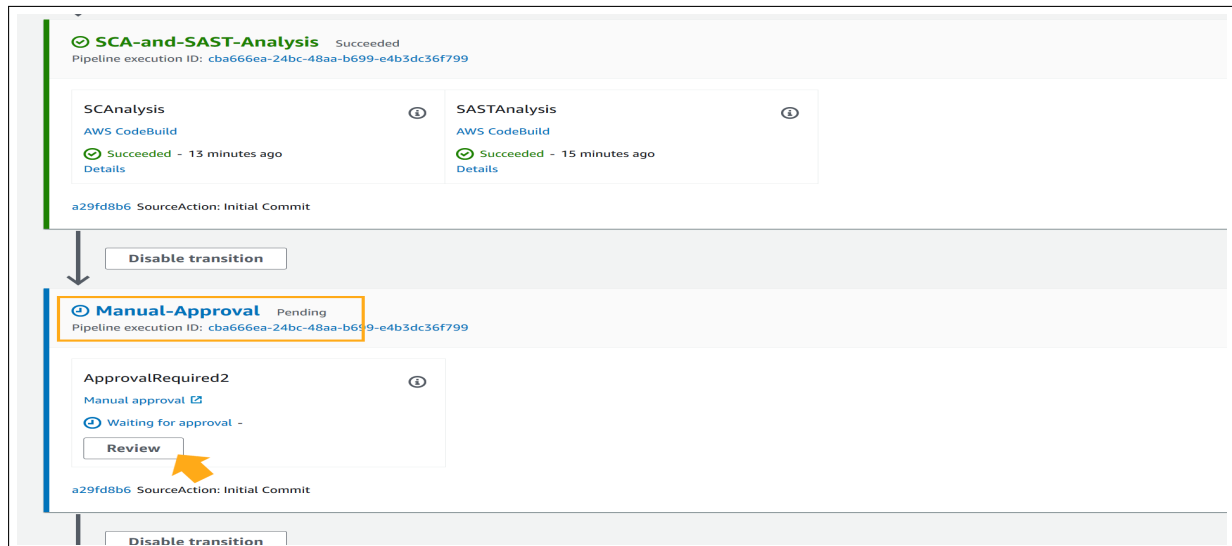 SCA-and-SAST-Analysis Succeeded
Pipeline execution ID: cba666ea-24bc-48aa-b699-e4b3dc36f799
SCAnalysis
AWS CodeBuild
Succeeded - 13 minutes ago
Details
SASTAnalysis
AWS CodeBuild
Succeeded - 15 minutes ago
Details
a29fd8b6 SourceAction: Initial Commit
Disable transition
Manual-Approval Pending
Pipeline execution ID: cba666ea-24bc-48aa-b699-e4b3dc36f799
ApprovalRequired2
Manual approval
Waiting for approval -
Review
a29fd8b6 SourceAction: Initial Commit
Disable transition